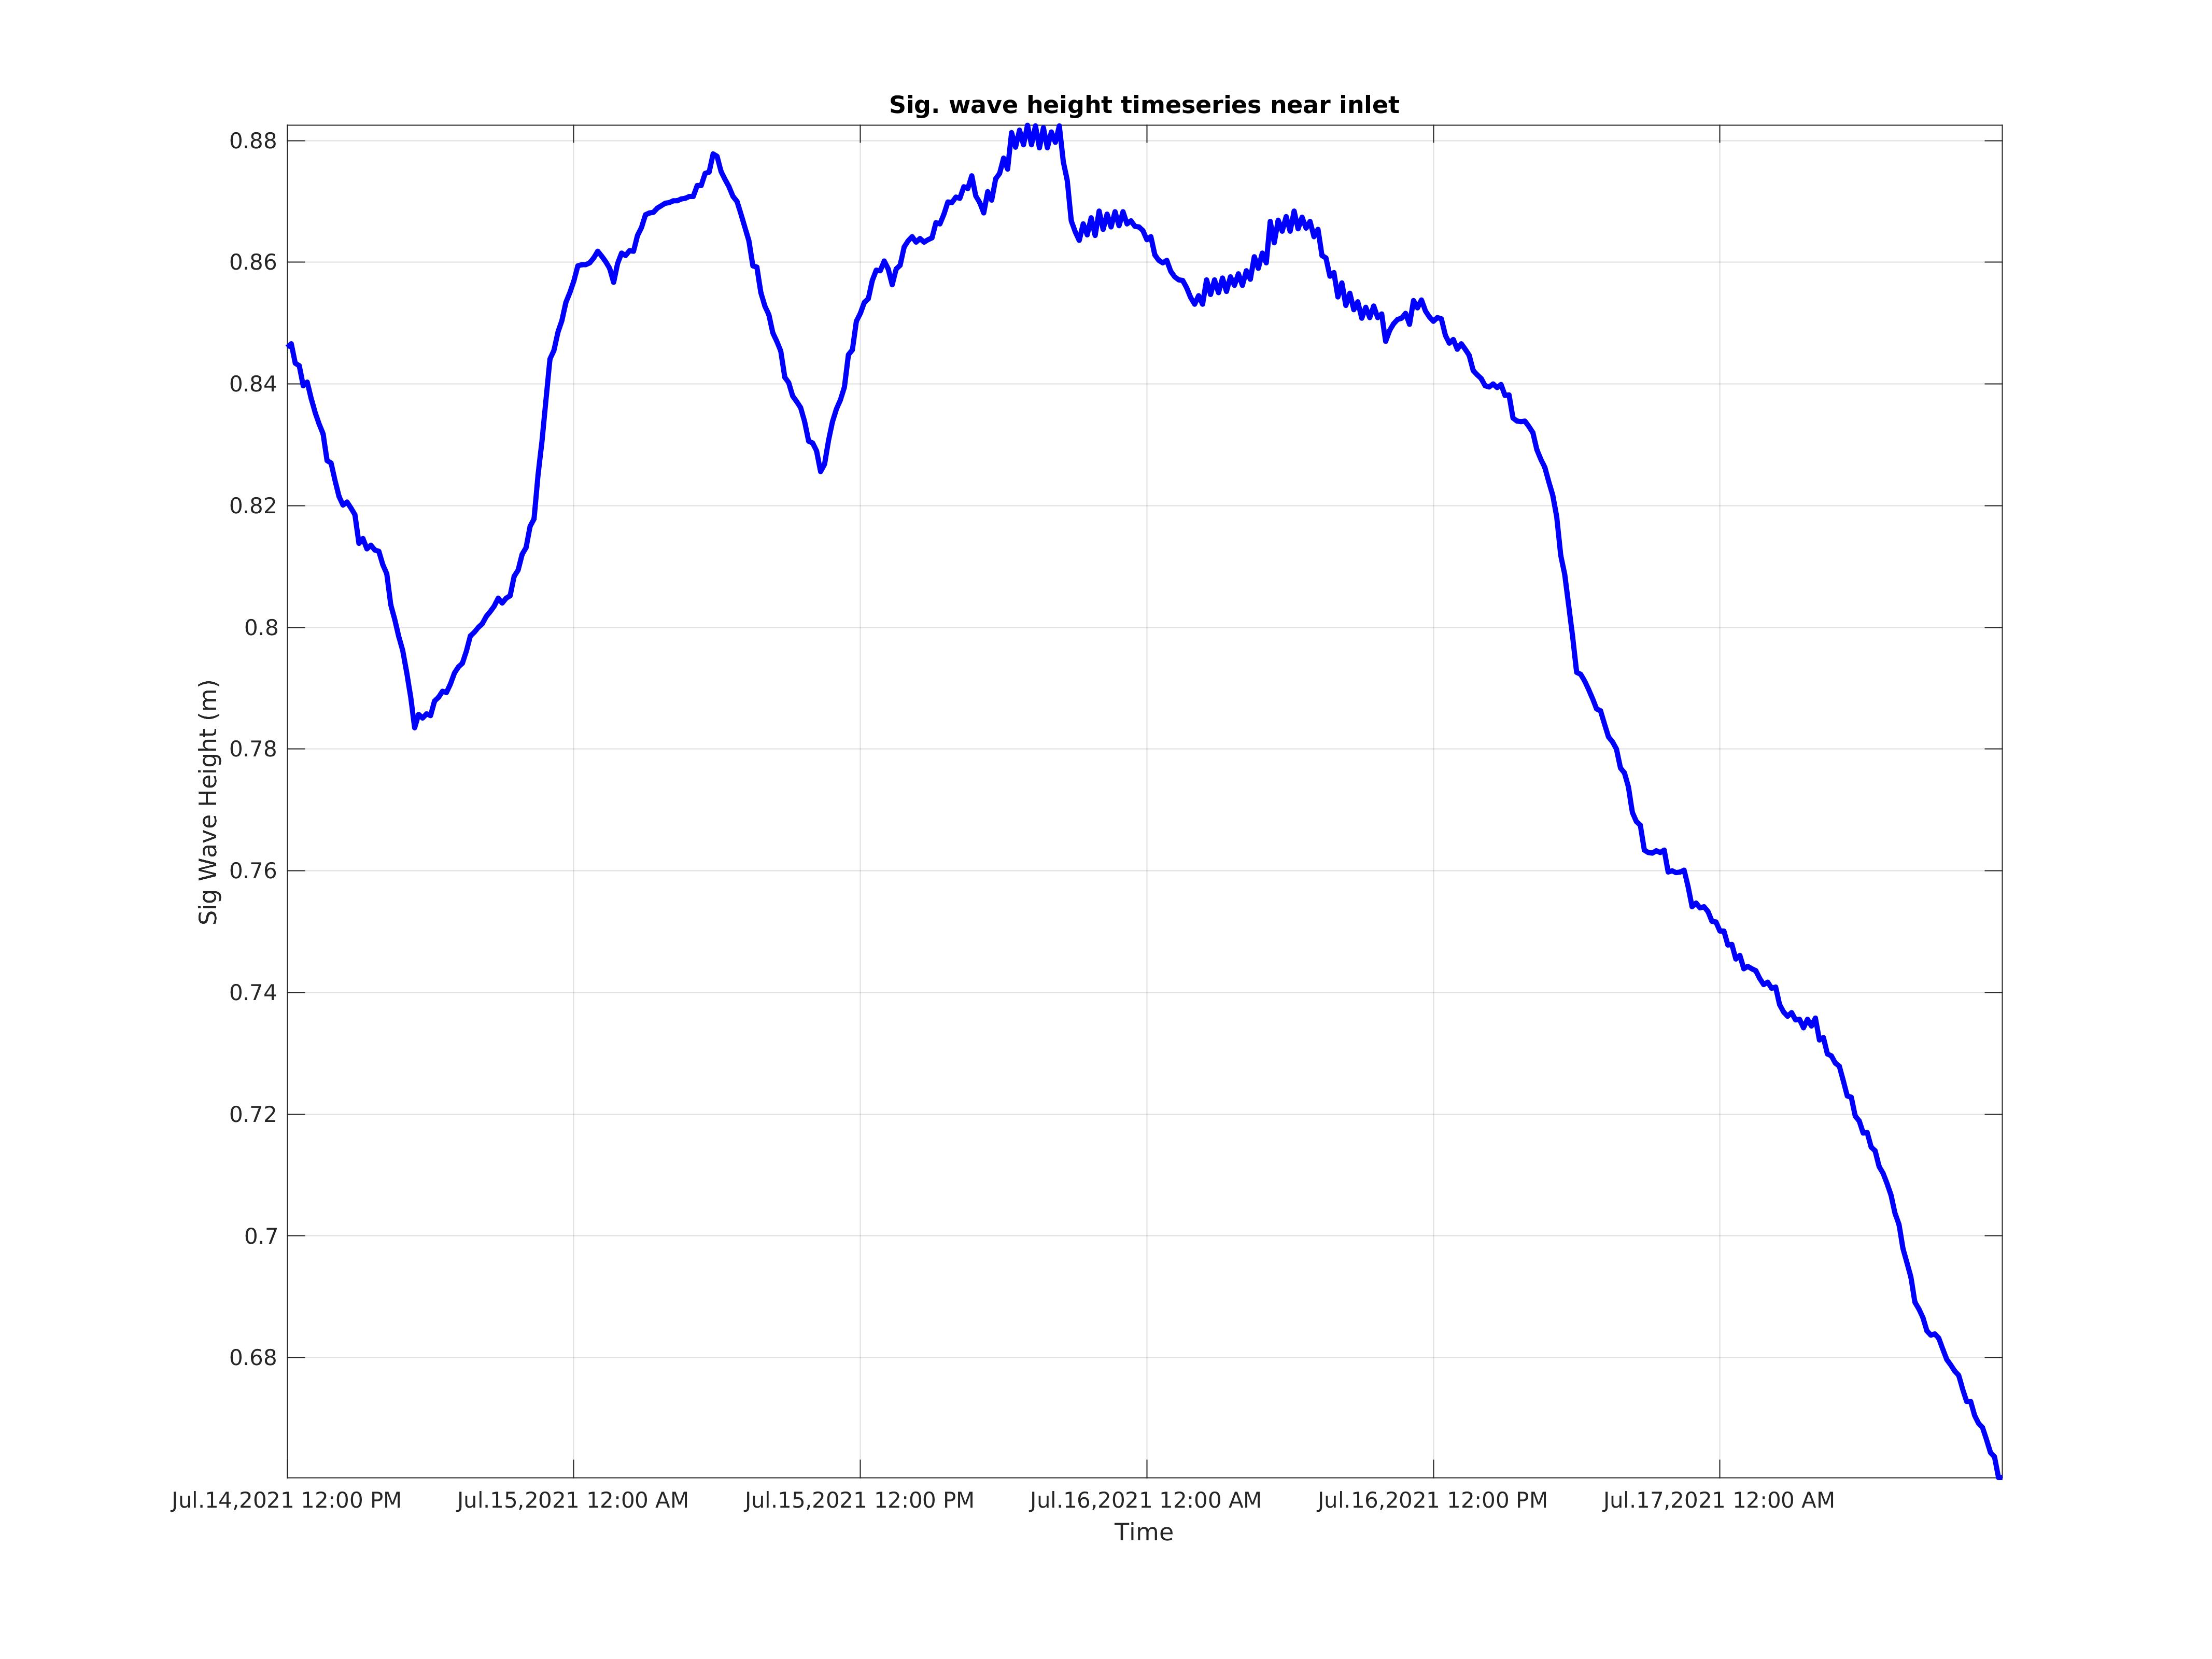 Sig. wave height timeseries near inlet
0.88
0.86
0.84
0.82
0.8
0.78
0.76
0.74
0.72
0.7
0.68
Sig Wave Height (m)
Jul.14,2021 12:00 PM
Jul.15,2021 12:00 AM
Jul.15,2021 12:00 PM
Jul.16,2021 12:00 AM
Jul.16,2021 12:00 PM
Jul.17,2021 12:00 AM
Time